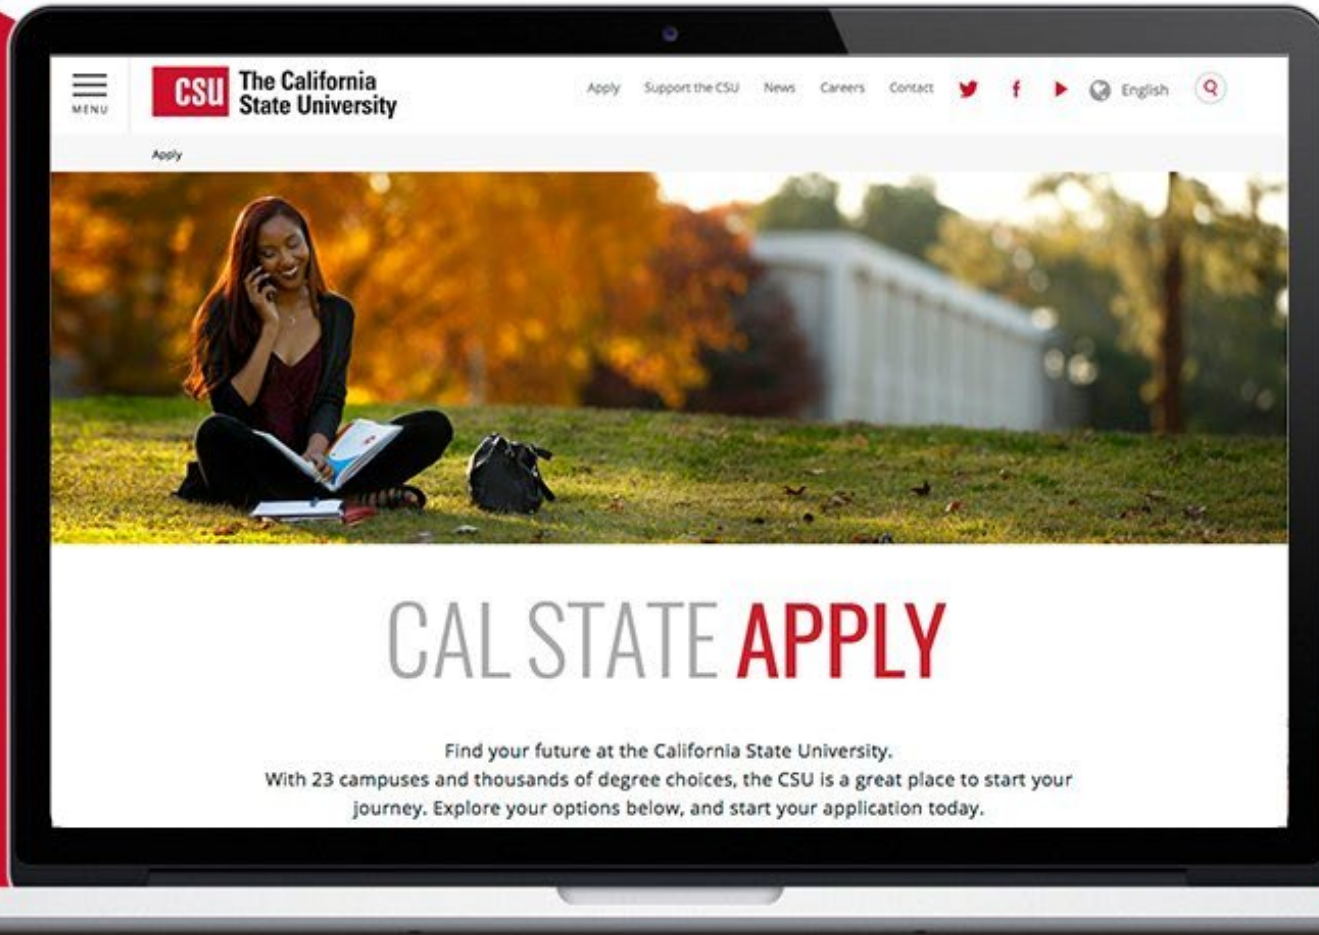 MENU
CSU
The California
State University
Apply
Support the CSU
News
Careers
Contact
English
Apply
CAL STATE APPLY
Find your future at the California State University.
With 23 campuses and thousands of degree choices, the CSU is a great place to start your
journey. Explore your options below, and start your application today.